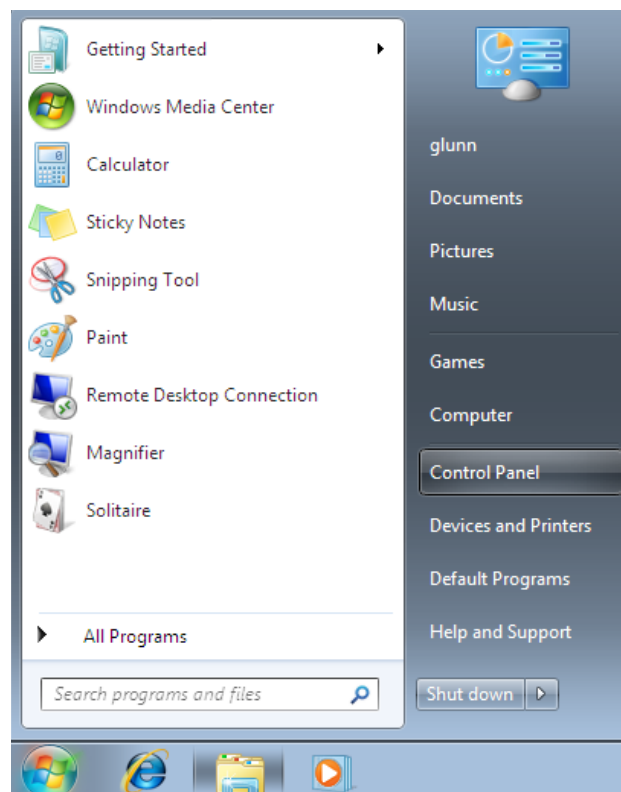 Getting Started
Windows Media Center
Calculator
Sticky Notes
Snipping Tool
Paint
Remote Desktop Connection
Magnifier
Solitaire
All Programs
Search programs and files
glunn
Documents
Pictures
Music
Games
Computer
Control Panel
Devices and Printers
Default Programs
Help and Support
Shut down